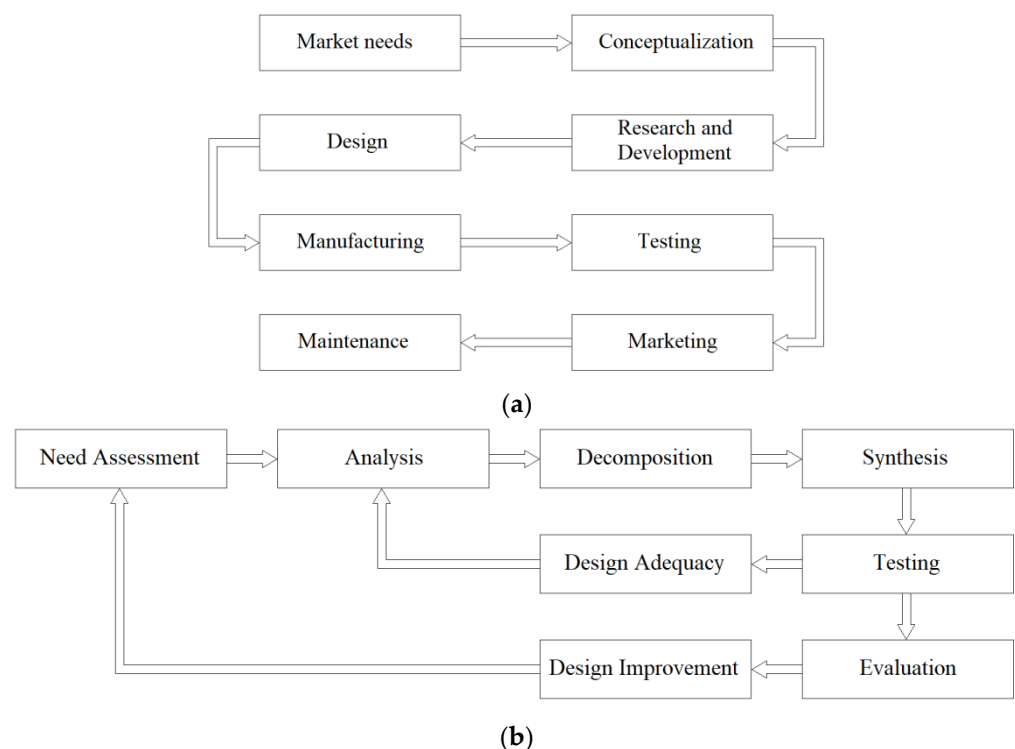 Market needs
Conceptualization
Design
Research and
Development
Manufacturing
Testing
Maintenance
Marketing
(a)
Need Assessment
Analysis
Decomposition
Synthesis
Design Adequacy
Testing
Design Improvement
Evaluation
(b)